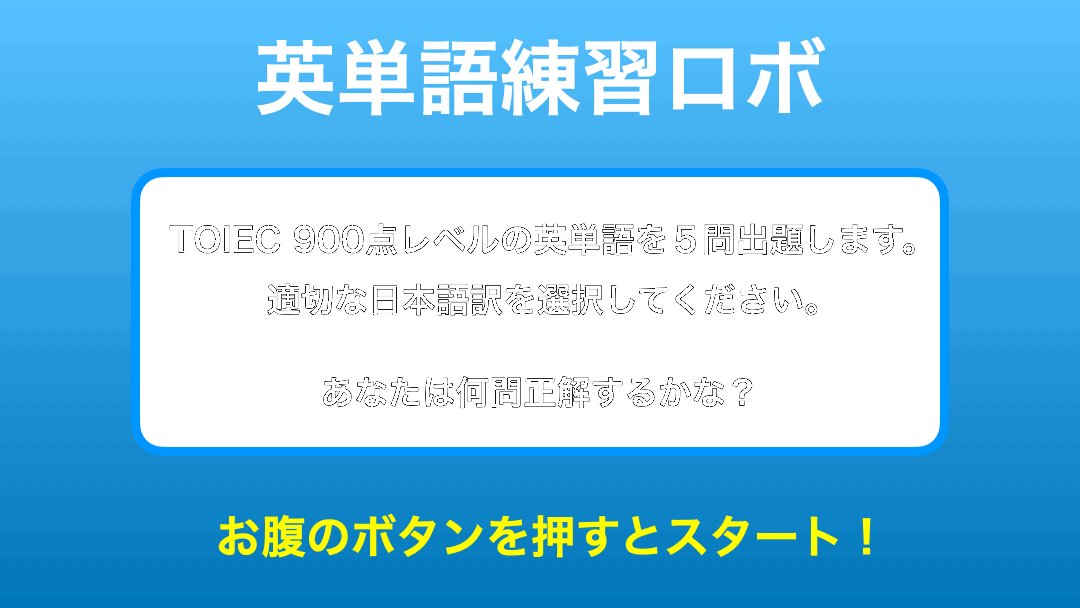 英単語練習ロボ
TOIEC 900点レベルの英単語を５問出題します。
適切な日本語訳を選択してください。
あなたは何問正解するかな？
お腹のボタンを押すとスタート！